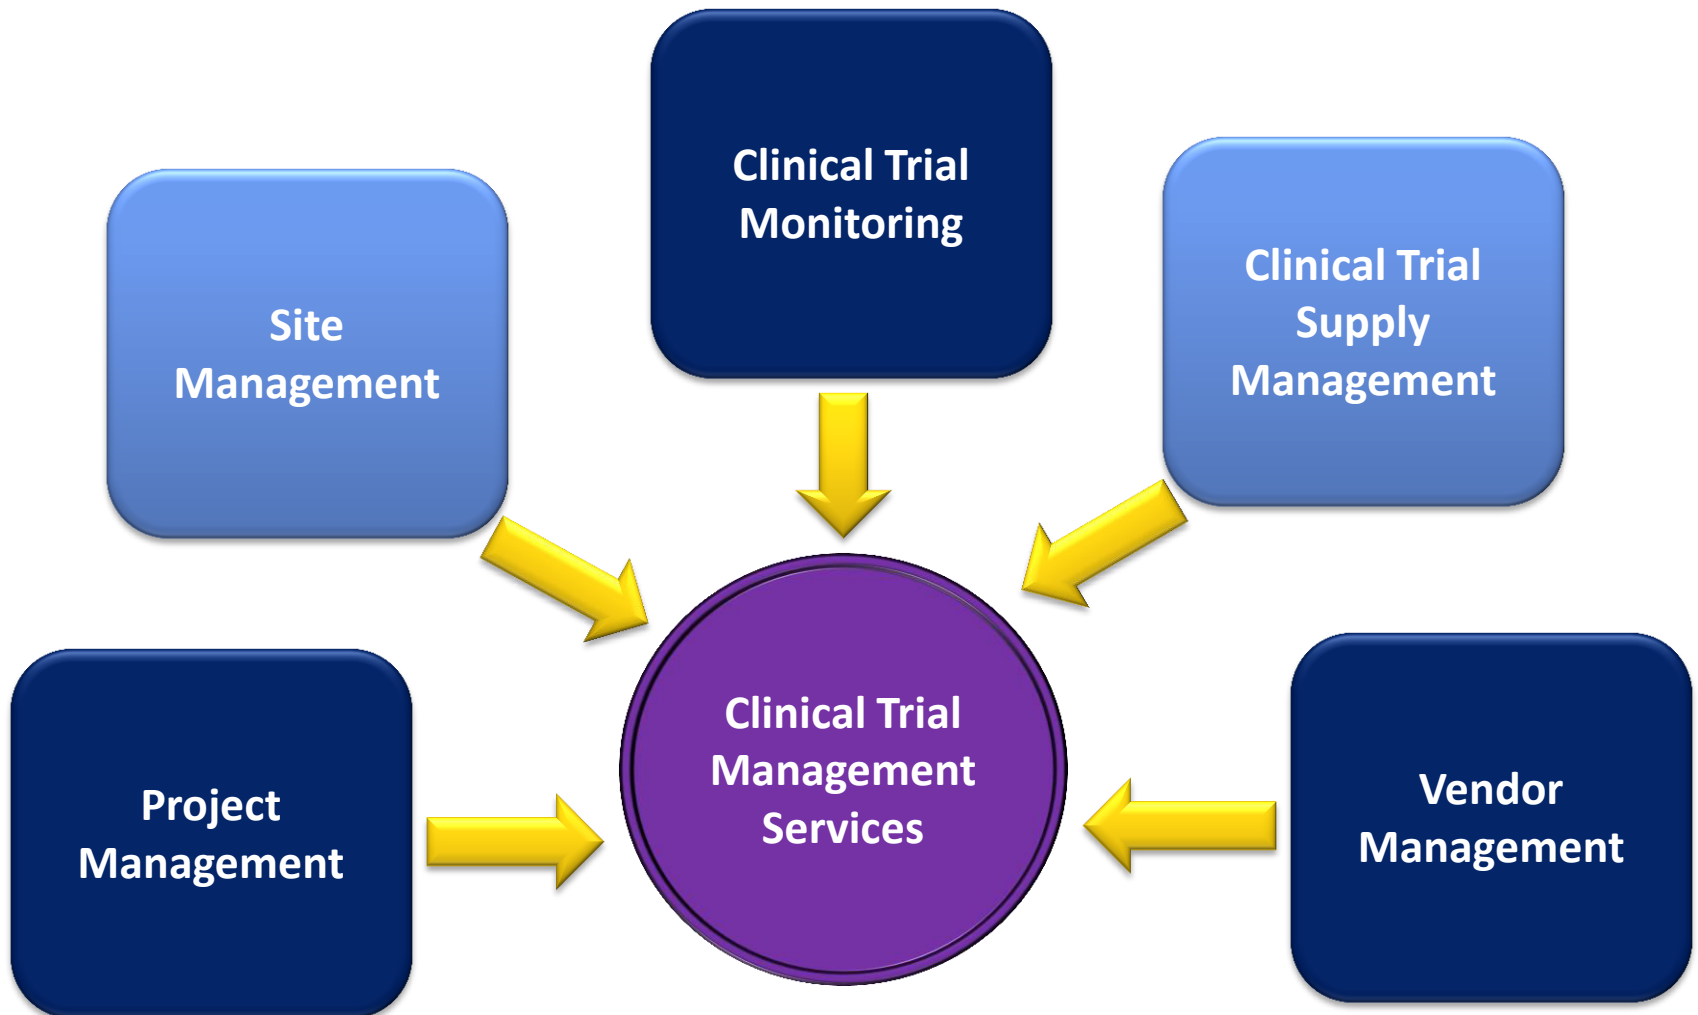 Clinical Trial
Monitoring
Site
Management
Clinical Trial
Supply
Management
Project
Management
Clinical Trial
Management
Services
Vendor
Management